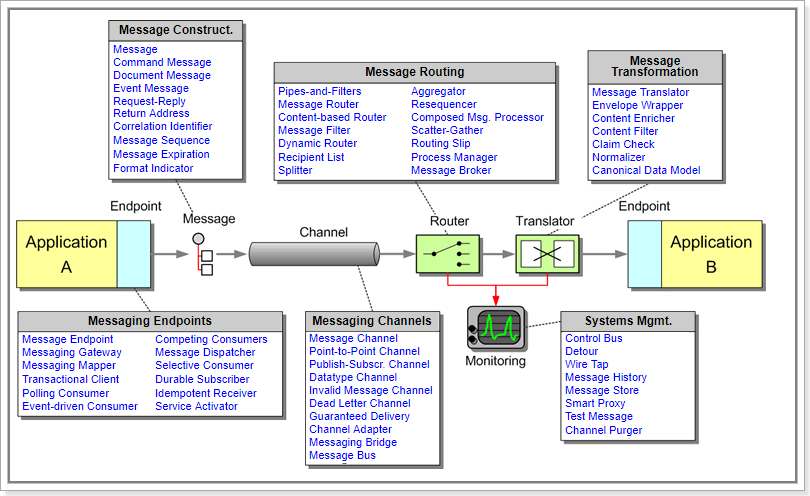 Message Construct.
Message
Command Message
Document Message
Event Message
Request-Reply
Return Address
Correlation Identifier
Message Sequence
Message Expiration
Format Indicator
Message Routing
Pipes-and-Filters
Message Router
Content-based Router
Message Filter
Dynamic Router
Recipient List
Splitter
Aggregator
Resequencer
Composed Msg. Processor
Scatter-Gather
Routing Slip
Process Manager
Message Broker
Message
Transformation
Message Translator
Envelope Wrapper
Content Enricher
Content Filter
Claim Check
Normalizer
Canonical Data Model
Endpoint
Application
A
Message
Channel
Router
Translator
Endpoint
Application
B
Messaging Endpoints
Message Endpoint
Messaging Gateway
Messaging Mapper
Transactional Client
Polling Consumer
Event-driven Consumer
Competing Consumers
Message Dispatcher
Selective Consumer
Durable Subscriber
Idempotent Receiver
Service Activator
Messaging Channels
Message Channel
Point-to-Point Channel
Publish-Subscr. Channel
Datatype Channel
Invalid Message Channel
Dead Letter Channel
Guaranteed Delivery
Channel Adapter
Messaging Bridge
Message Bus
Monitoring
Systems Mgmt.
Control Bus
Detour
Wire Tap
Message History
Message Store
Smart Proxy
Test Message
Channel Purger